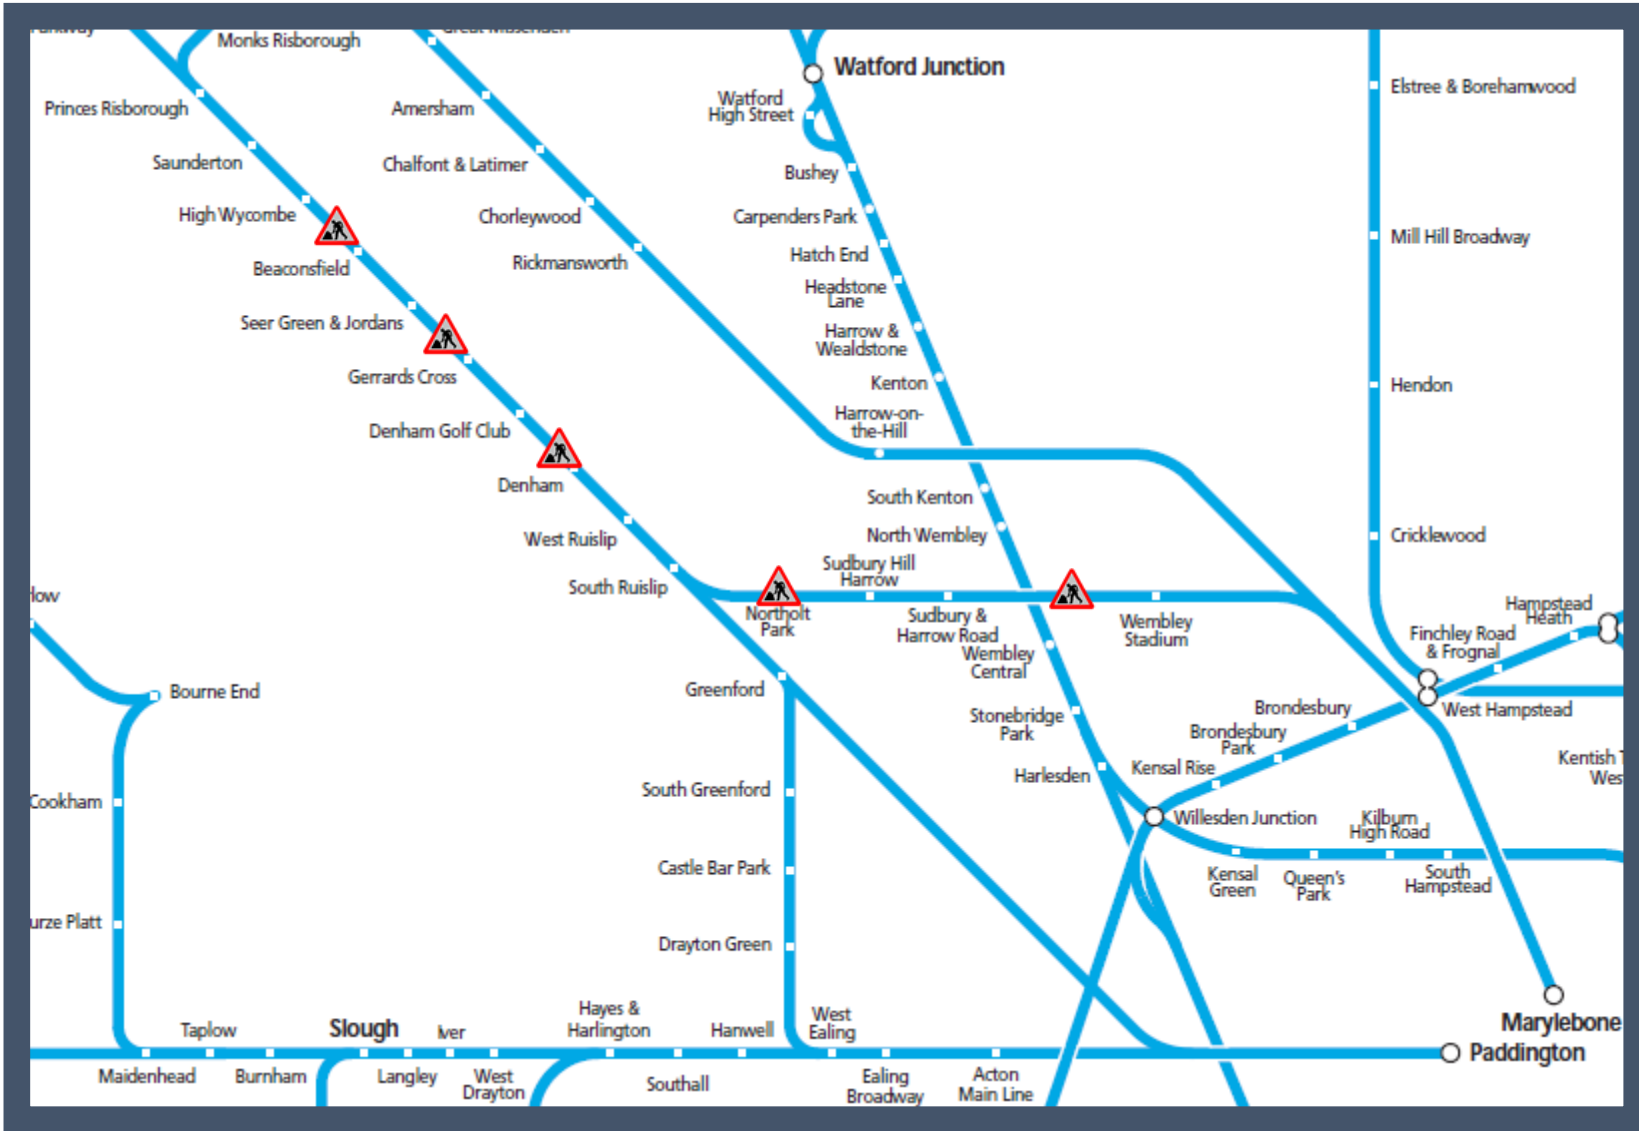 Monks Risborough
Princes Risborough
Saunderton
High Wycombe
Beaconsfield
Seer Green & Jordans
Gerrards Cross
Denham Golf Club
Denham
West Ruislip
South Ruislip
Amersham
Chalfont & Latimer
Chorleywood
Rickmansworth
Harrow-on-
the-Hill
Watford Junction
Watford
High Street
Bushey
Carpenders Park
Hatch End
Headstone
Lane
Harrow &
Wealdstone
Kenton
South Kenton
North Wembley
Elstree & Borehamwood
Mill Hill Broadway
Hendon
Cricklewood
Northolt
Park
Sudbury Hill
Harrow
Sudbury &
Harrow Road
Wembley
Central
Wembley
Stadium
Stonebridge
Park
Harlesden
Hampstead
Heath
Finchley Road
& Frognal
West Hampstead
Brondesbury
Brondesbury
Park
Kensal Rise
Willesden Junction
Kentish
Kilburn
High Road
Kensal
Green
Queen's
Park
South
Hampstead
Bourne End
Cookham
Greenford
South Greenford
Castle Bar Park
Drayton Green
Taplow
Slough
Iver
Hayes &
Harlington
Hanwell
West
Ealing
Maidenhead
Burnham
Langley
West
Drayton
Southall
Ealing
Broadway
Acton
Main Line
Marylebone
Paddington